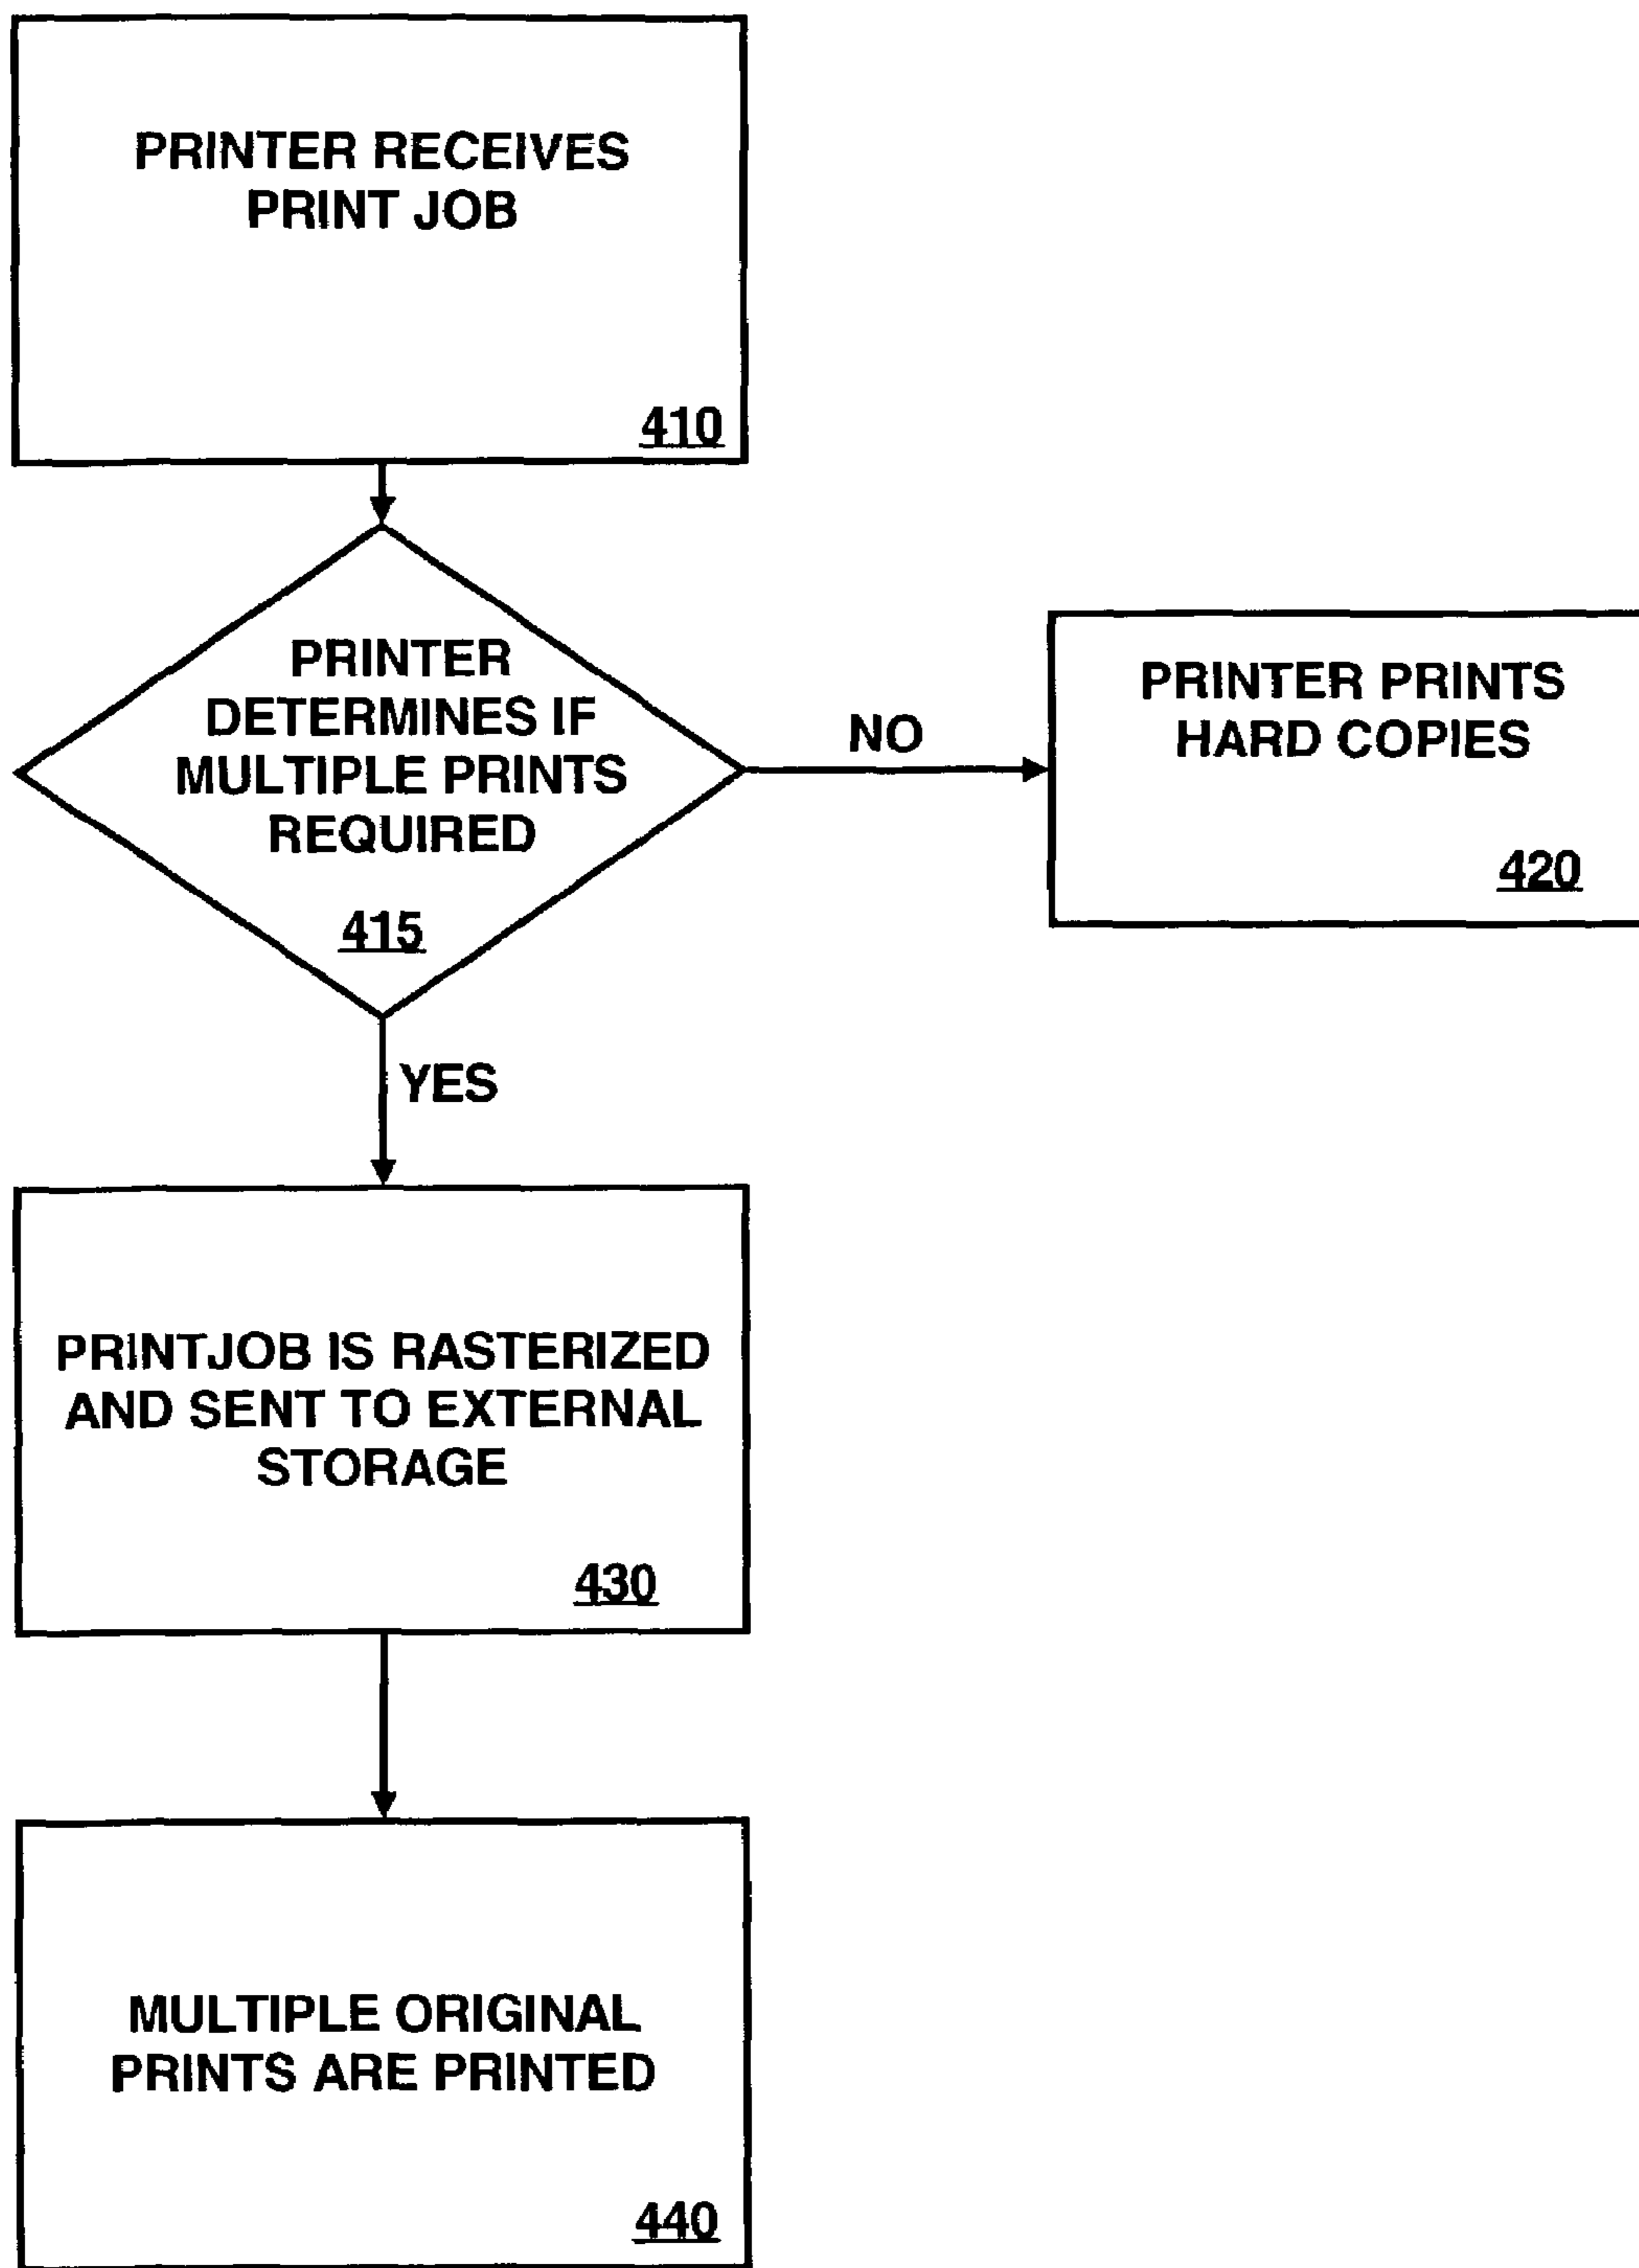 PRINTER RECEIVES
PRINT JOB
410
PRINTER
DETERMINES IF
MULTIPLE PRINTS
REQUIRED
415
NO
PRINTER PRINTS
HARD COPIES
420
YES
PRINTJOB IS RASTERIZED
AND SENT TO EXTERNAL
STORAGE
430
MULTIPLE ORIGINAL
PRINTS ARE PRINTED
440